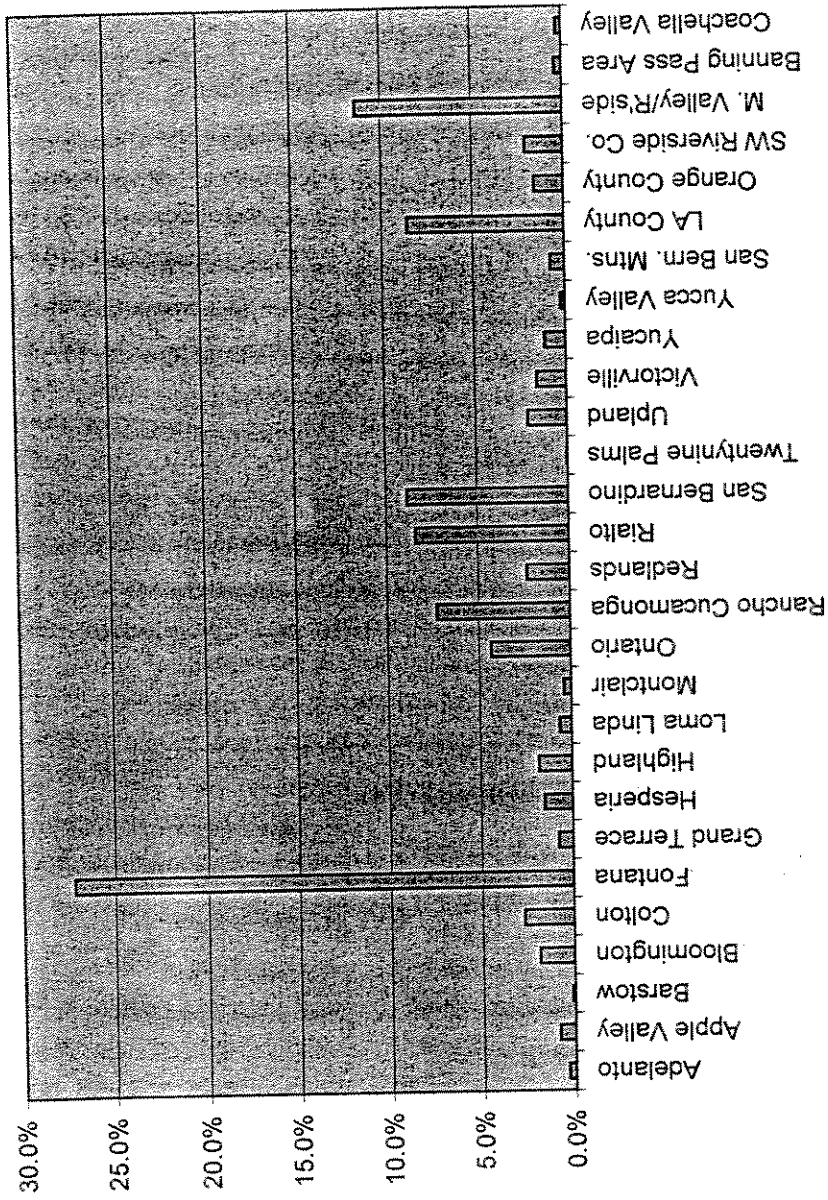 30.0%
25.0%
20.0%
15.0%
10.0%
5.0%
0.0%
Adelanto
Apple Valley
Barstow
Bloomington
Colton
Fontana
Grand Terrace
Hesperia
Highland
Loma Linda
Montclair
Ontario
Rancho Cucamonga
Redlands
Rialto
San Bernardino
Twentynine Palms
Upland
Victorville
Yucaipa
Yucca Valley
San Bern. Mtns.
LA County
Orange County
SW Riverside Co.
M. Valley/R'side
Banning Pass Area
Coachella Valley